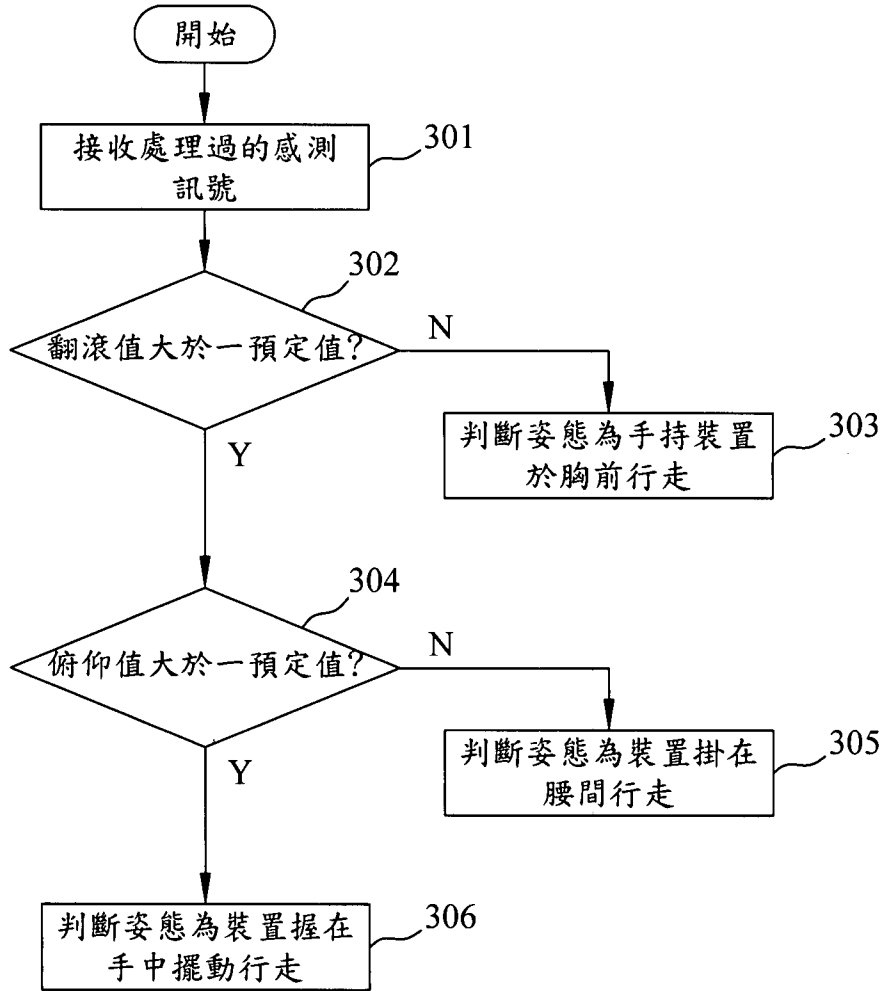 開始
接收處理過的感測
訊號
301
302
翻滾值大於一預定值?
N
Y
判斷姿態為手持裝置
於胸前行走
303
304
俯仰值大於一預定值?
N
Y
判斷姿態為裝置掛在
腰間行走
305
判斷姿態為裝置握在
手中擺動行走
306